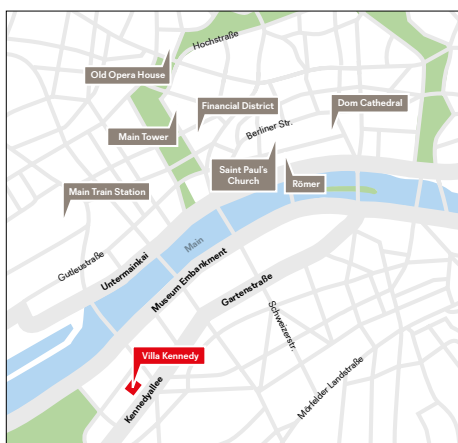 Hochstraße
Old Opera House
Financial District
Dom Cathedral
Main Tower
Berliner Str.
Saint Paul's
Church
Römer
Main Train Station
Main
Gutleustraße
Untermainkai
Museum Embankment
Gartenstraße
Schweizerstr.
Villa Kennedy
Kennedyallee
Mörfelder Landstraße